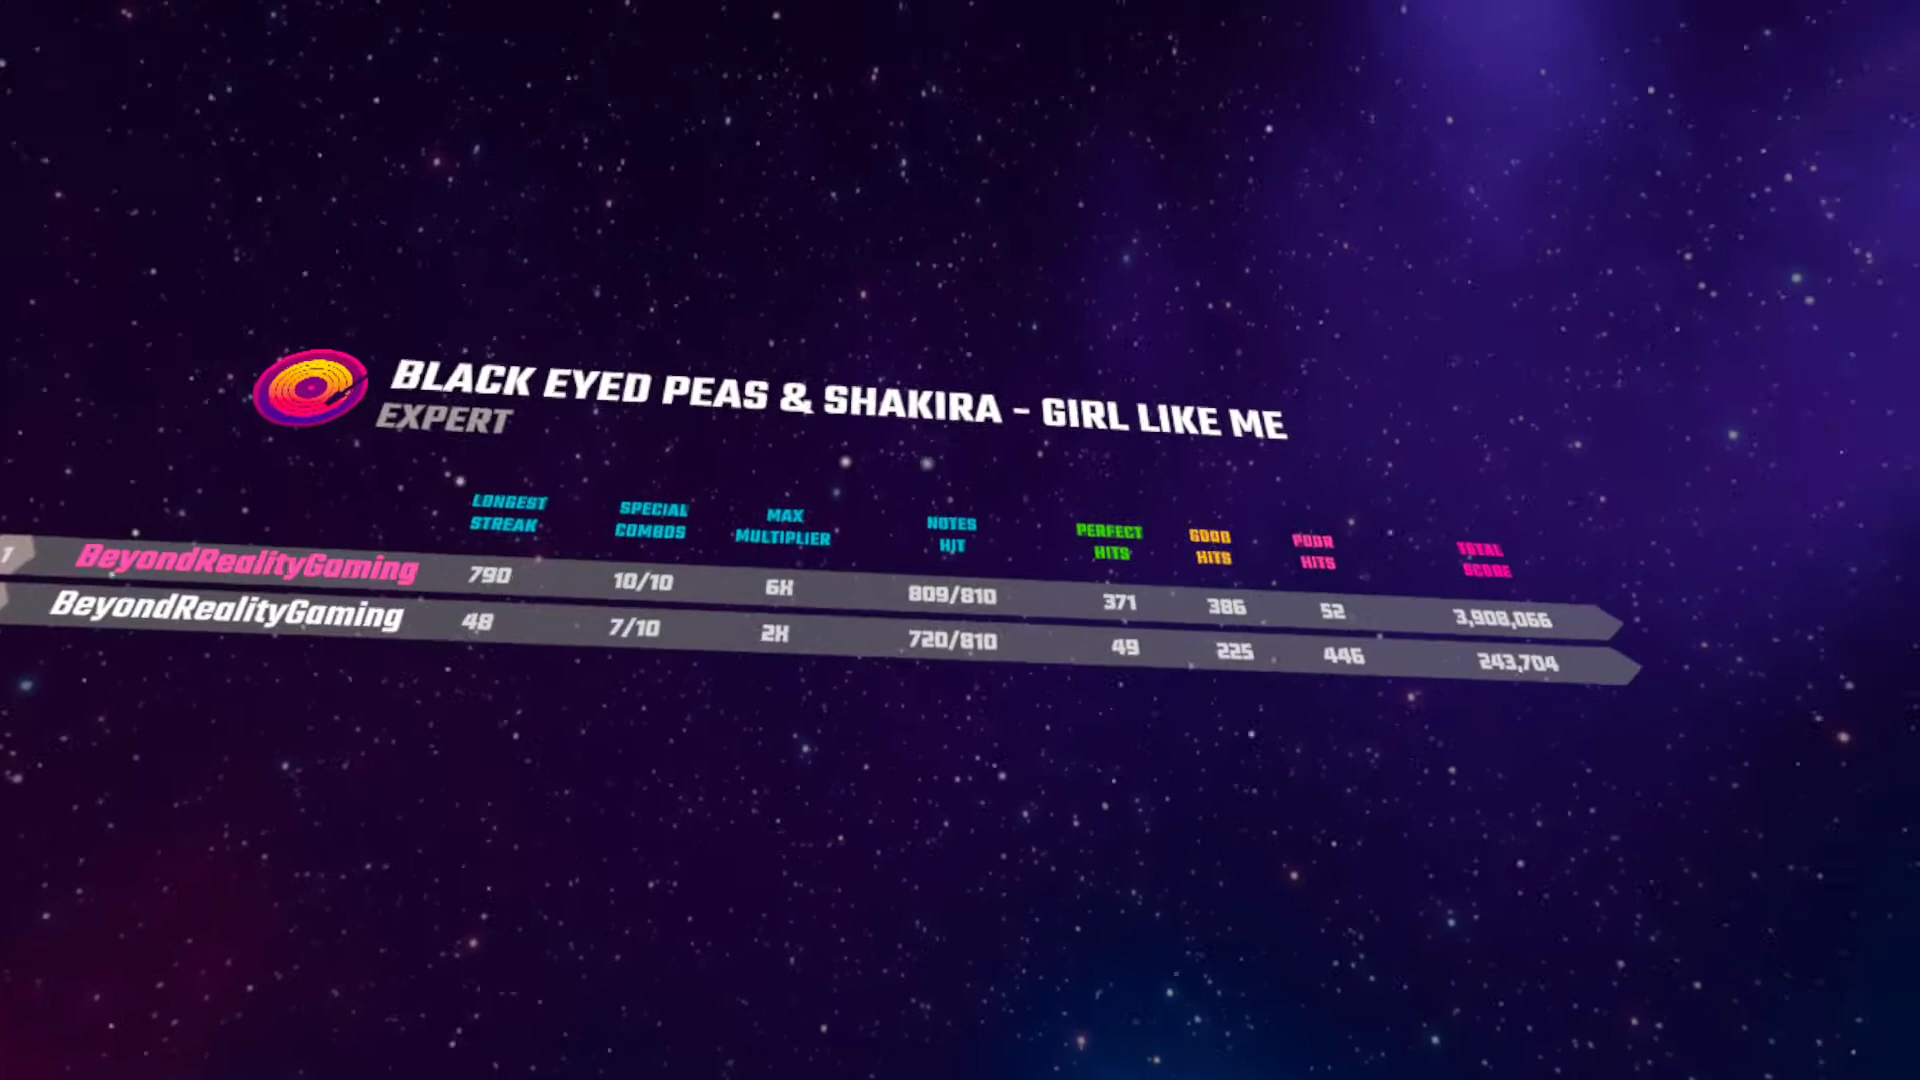 BLACK EYED PEAS & SHAKIRA - GIRL LIKE ME
EXPERT
LONGEST STREAK SPECIAL COMBOS MAX MULTIPLIER NOTES HIT PERFECT HITS GOOD HITS POOR HITS TOTAL SCORE
1 BeyondRealityGaming 790 10/10 6X 809/810 371 386 52 3,908,066
BeyondRealityGaming 48 7/10 2X 720/810 49 225 446 243,704